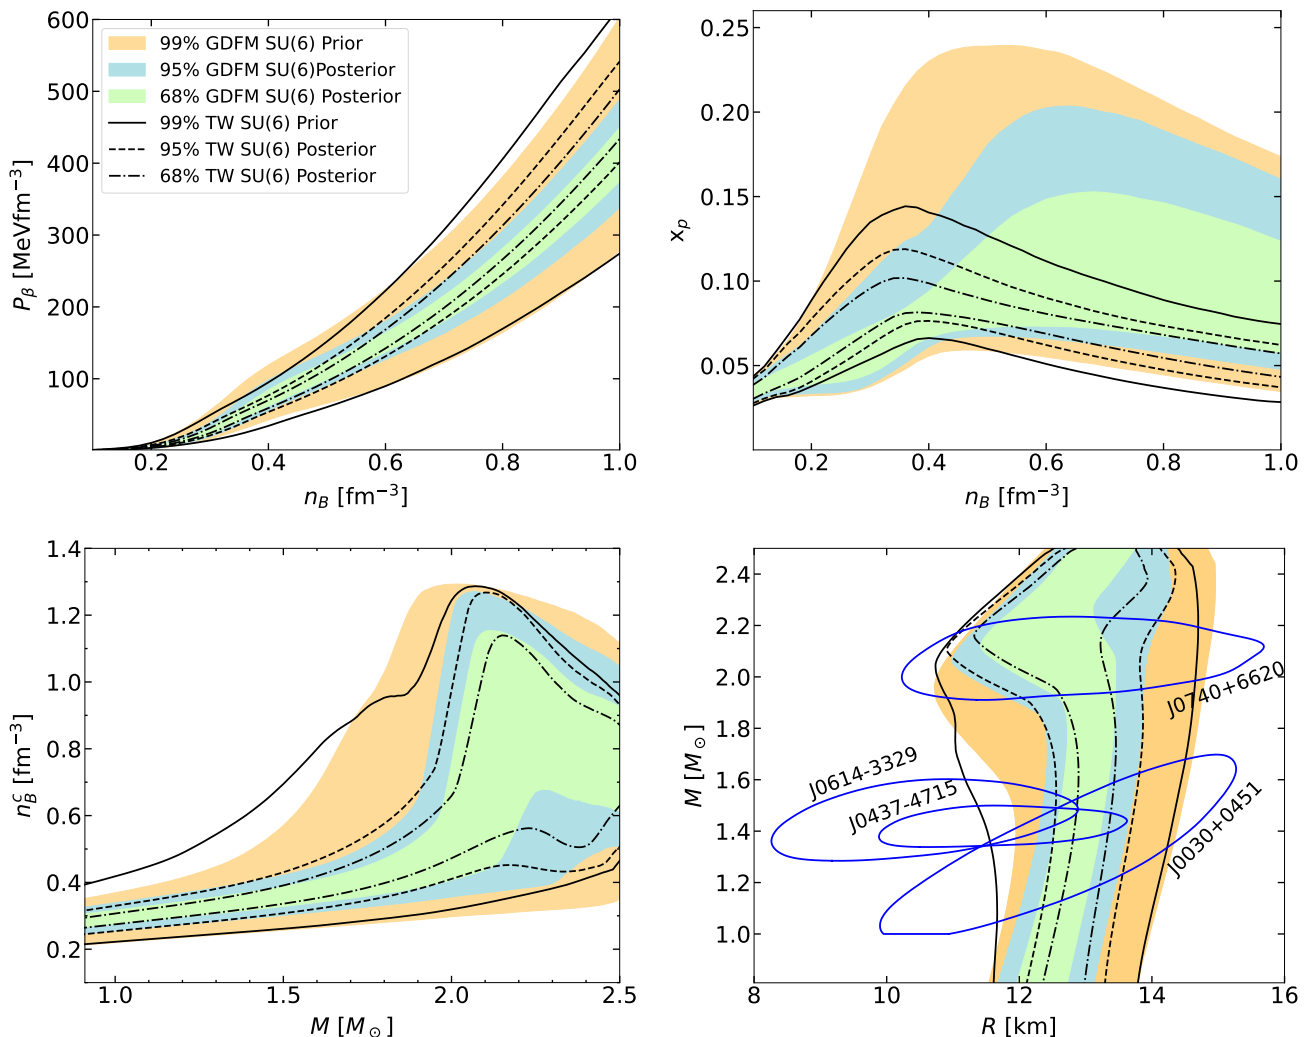 600
500
400
300
200
100
P_β [MeVfm⁻³]
99% GDFM SU(6) Prior
95% GDFM SU(6)Posterior
68% GDFM SU(6) Posterior
99% TW SU(6) Prior
95% TW SU(6) Posterior
68% TW SU(6) Posterior
0.2 0.4 0.6 0.8 1.0
n_B [fm⁻³]
0.25
0.20
0.15
0.10
0.05
x_p
0.2 0.4 0.6 0.8 1.0
n_B [fm⁻³]
1.4
1.2
1.0
0.8
0.6
0.4
0.2
n_B^c [fm⁻³]
1.0 1.5 2.0 2.5
M [M_⊙]
2.4
2.2
2.0
1.8
1.6
1.4
1.2
1.0
M [M_⊙]
J0740+6620
J0614-3329
J0437-4715
J0030+0451
8 10 12 14 16
R [km]